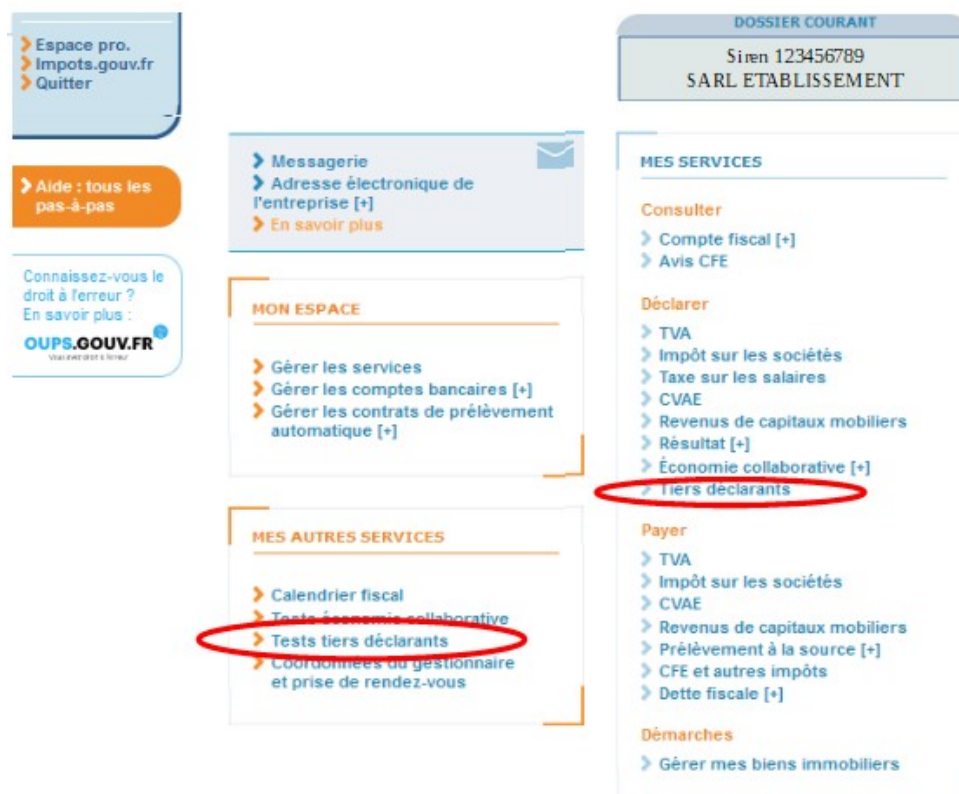 Espace pro.
Impots.gouv.fr
Quitter
Aide : tous les
pas-à-pas
Connaissez-vous le
droit à l'erreur ?
En savoir plus :
OUPS.GOUV.FR
Vous avez droit à l'erreur
Messagerie
Adresse électronique de
l'entreprise [+]
En savoir plus
MON ESPACE
Gérer les services
Gérer les comptes bancaires [+]
Gérer les contrats de prélèvement
automatique [+]
MES AUTRES SERVICES
Calendrier fiscal
Tests économie collaborative
Tests tiers déclarants
Coordonnées du gestionnaire
et prise de rendez-vous
DOSSIER COURANT
Siren 123456789
SARL ETABLISSEMENT
MES SERVICES
Consulter
Compte fiscal [+]
Avis CFE
Déclarer
TVA
Impôt sur les sociétés
Taxe sur les salaires
CVAE
Revenus de capitaux mobiliers
Résultat [+]
Économie collaborative [+]
Tiers déclarants
Payer
TVA
Impôt sur les sociétés
CVAE
Revenus de capitaux mobiliers
Prélèvement à la source [+]
CFE et autres impôts
Dette fiscale [+]
Démarches
Gérer mes biens immobiliers